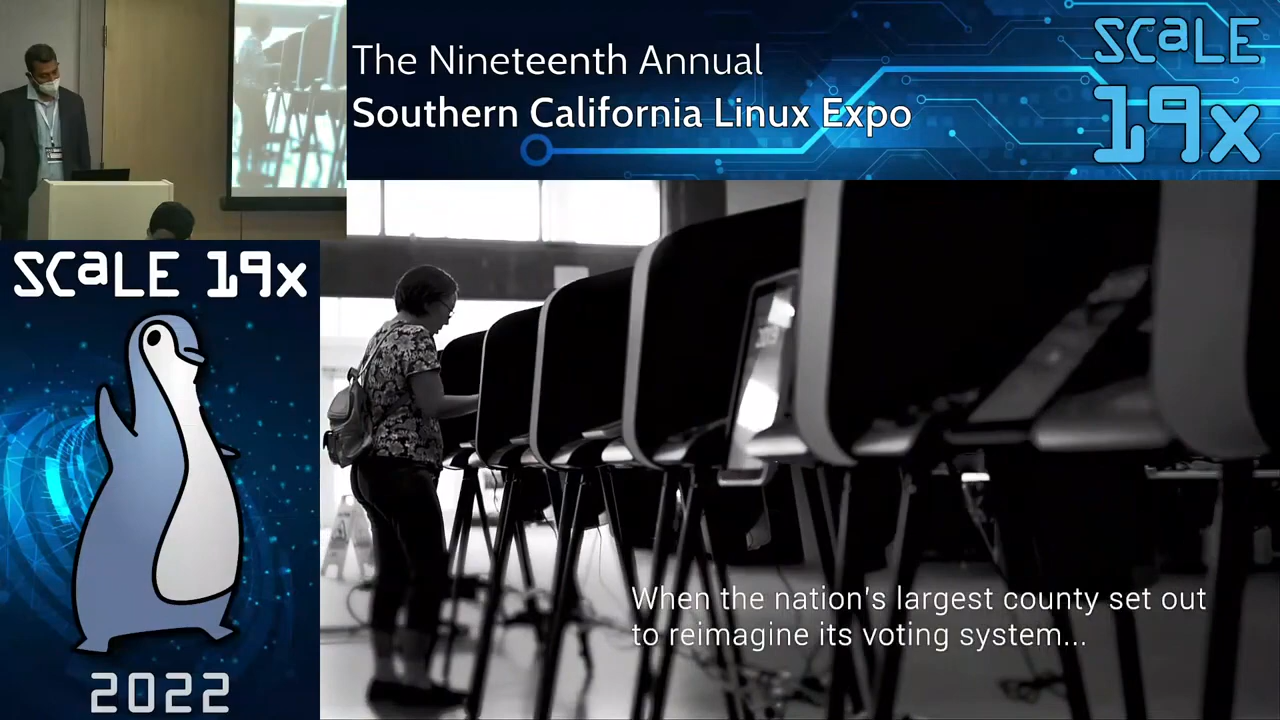 The Nineteenth Annual
Southern California Linux Expo
SCaLE
19x
SCaLE 19x
2022
When the nation's largest county set out
to reimagine its voting system...